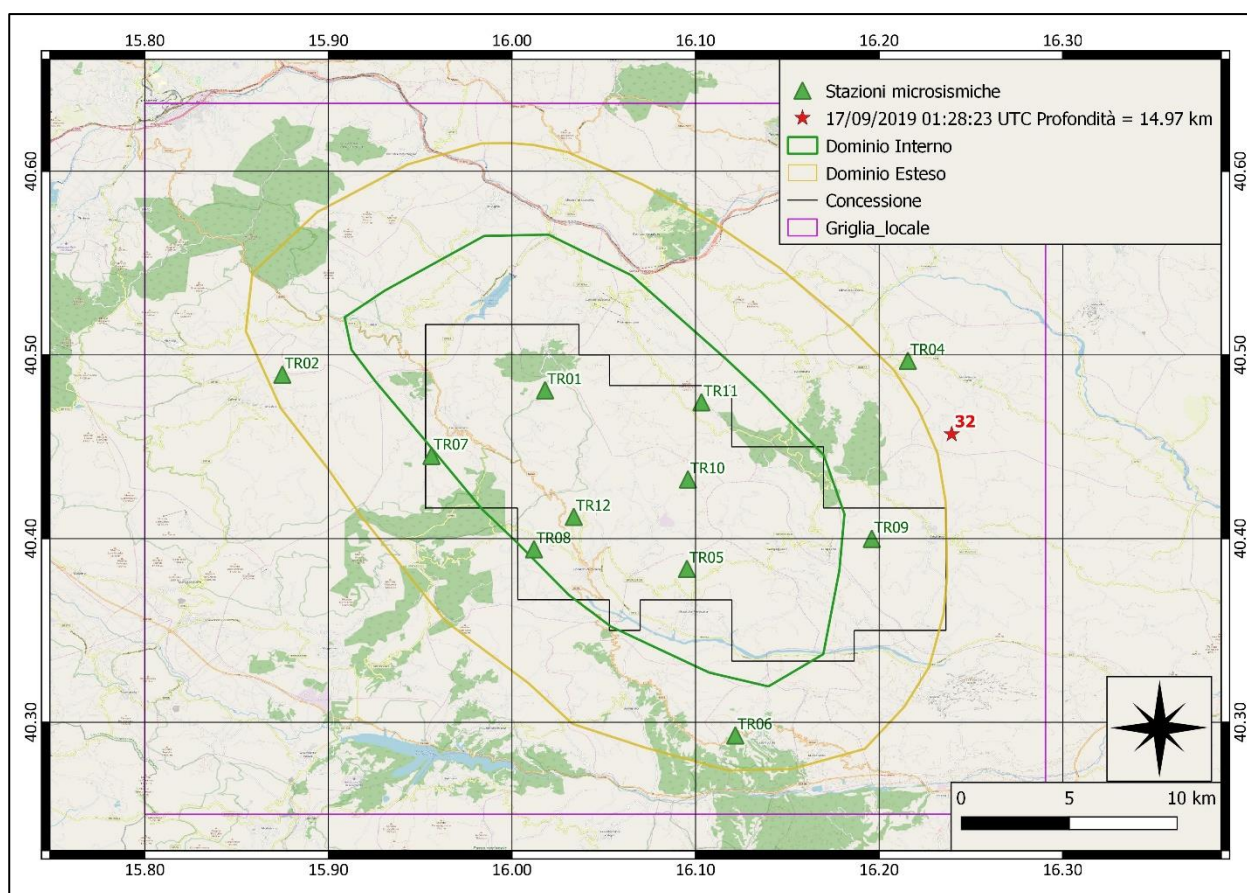 15.80 15.90 16.00 16.10 16.20 16.30
Stazioni microsismiche
17/09/2019 01:28:23 UTC Profondità = 14.97 km
Dominio Interno
Dominio Esteso
Concessione
Griglia_locale
40.60 40.60
40.50 40.50
TR04
TR02
TR01
TR11
32
TR07
TR10
TR12
40.40 40.40
TR09
TR08
TR05
40.30 40.30
TR06
0 5 10 km
15.80 15.90 16.00 16.10 16.20 16.30